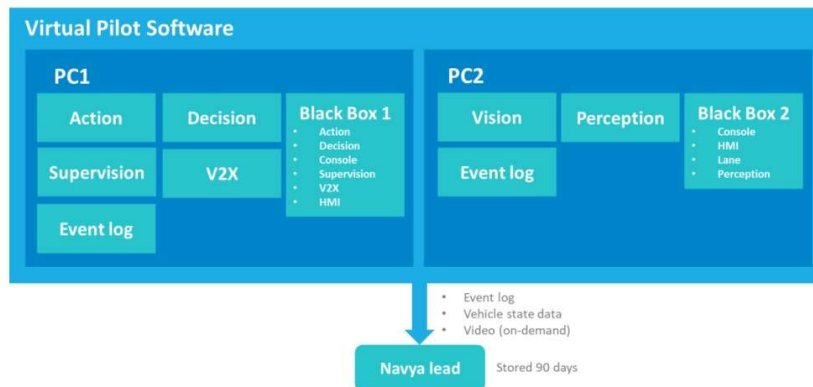 Virtual Pilot Software
PC1
Action
Decision
Black Box 1
• Action
• Decision
• Console
• Supervision
• V2X
• HMI
Supervision
V2X
Event log
PC2
Vision
Perception
Black Box 2
• Console
• HMI
• Lane
• Perception
Event log
• Event log
• Vehicle state data
• Video (on-demand)
Navya lead
Stored 90 days